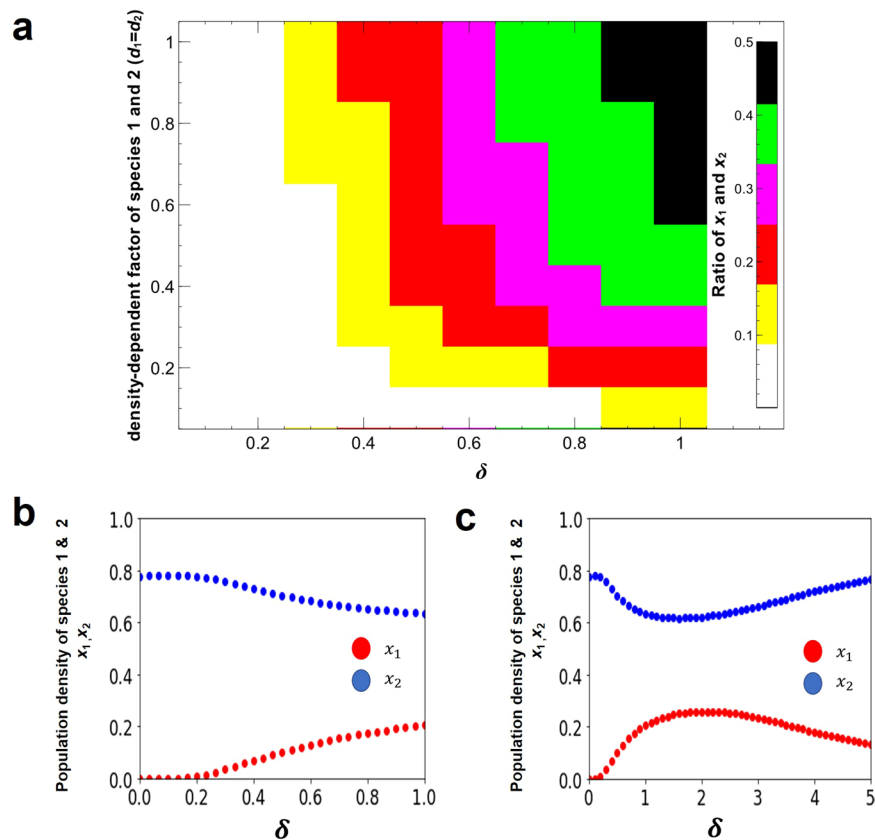 a
density-dependent factor of species 1 and 2 (d₁=d₂)
1
0.8
0.6
0.4
0.2
0.2
0.4
0.6
0.8
1
δ
Ratio of x₁ and x₂
0.5
0.4
0.3
0.2
0.1
b
Population density of species 1 & 2
x₁,x₂
1.0
0.8
0.6
0.4
0.2
0.0
0.0
0.2
0.4
0.6
0.8
1.0
x₁
x₂
δ
c
Population density of species 1 & 2
x₁,x₂
1.0
0.8
0.6
0.4
0.2
0.0
0
1
2
3
4
5
x₁
x₂
δ